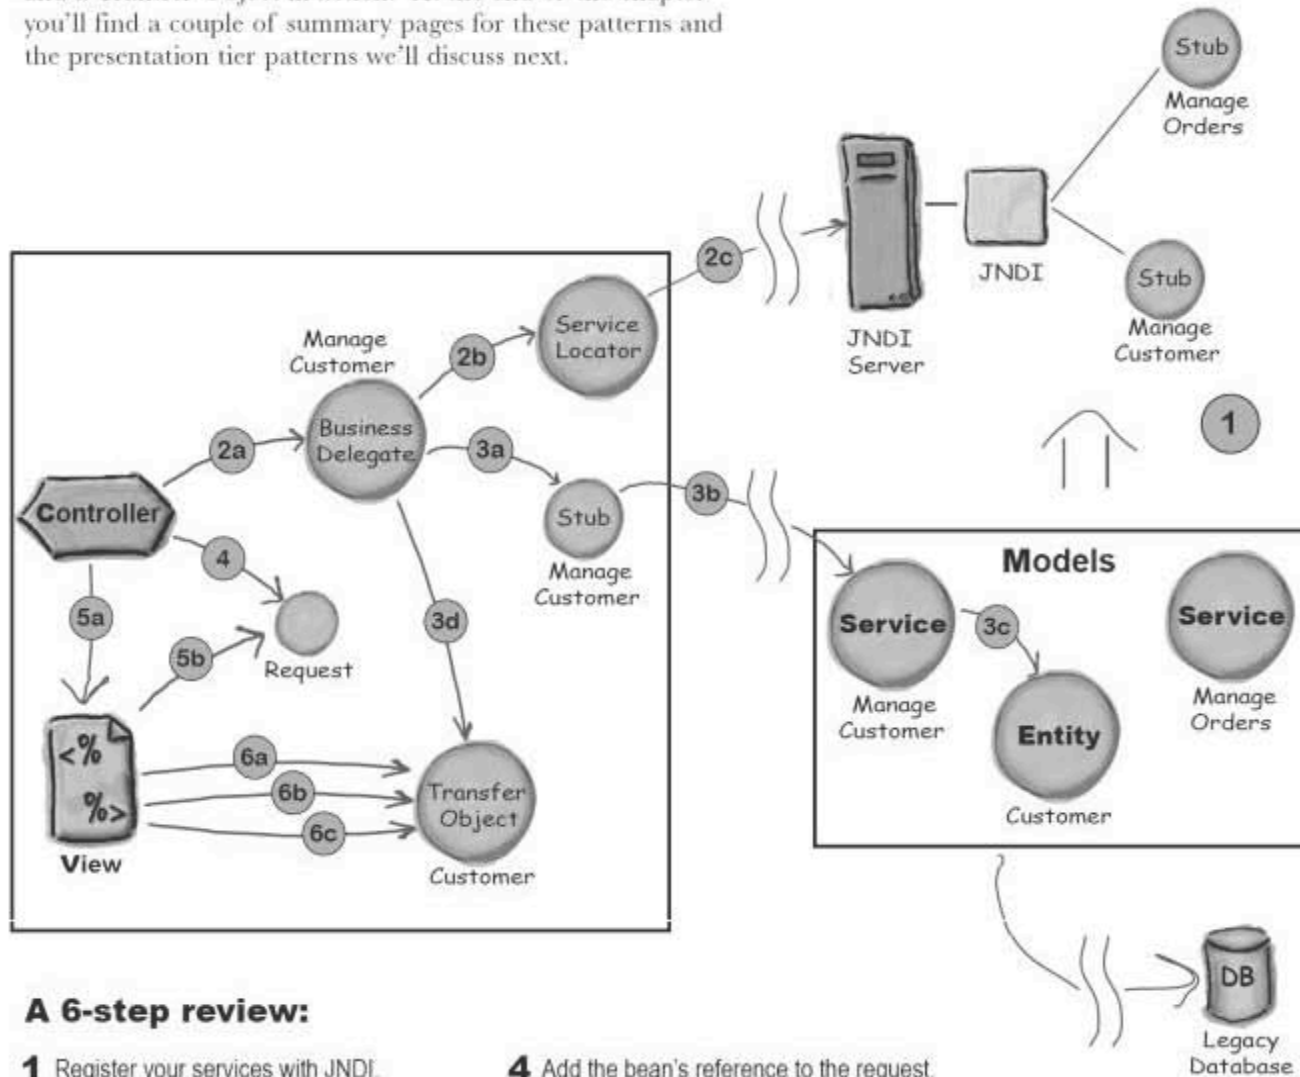 you'll find a couple of summary pages for these patterns and
the presentation tier patterns we'll discuss next.
Stub
Manage
Orders
2c
JNDI
Server
JNDI
Stub
Manage
Customer
1
Manage
Customer
Business
Delegate
2b
Service
Locator
2a
3a
Stub
Manage
Customer
3b
Controller
4
Request
5a
5b
3d
<%
%>
View
6a
6b
6c
Transfer
Object
Customer
Models
Service
Manage
Customer
3c
Entity
Customer
Service
Manage
Orders
DB
Legacy
Database
A 6-step review:
1 Register your services with JNDI.
4 Add the bean's reference to the request.